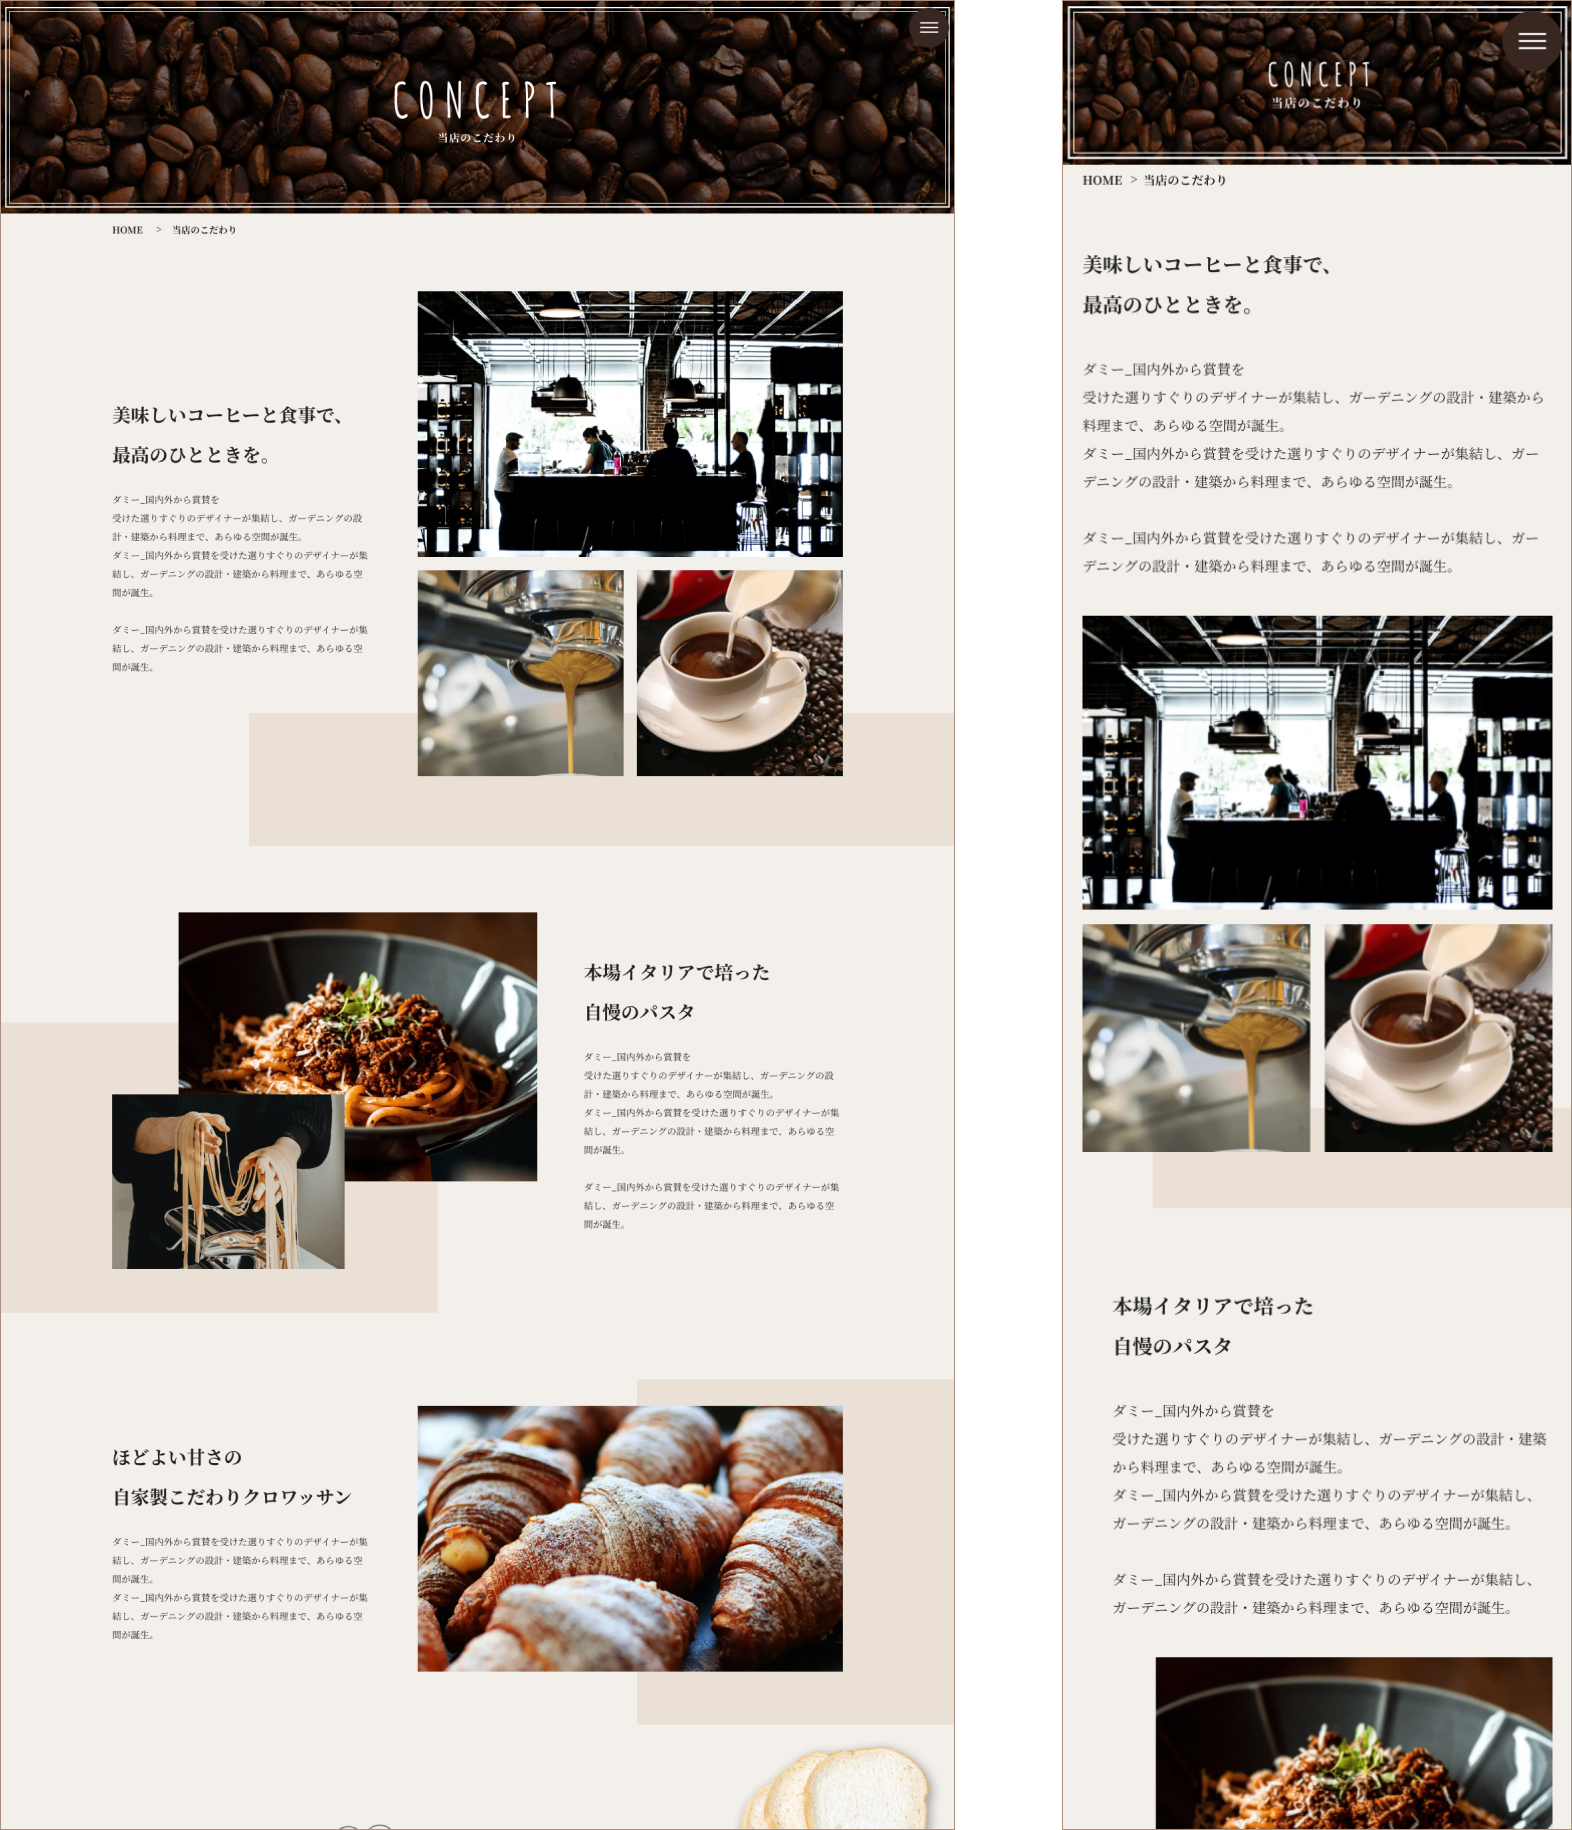 CONCEPT
当店のこだわり
HOME > 当店のこだわり
美味しいコーヒーと食事で、
最高のひとときを。
ダミー_国内外から賞賛を
受けた選りすぐりのデザイナーが集結し、ガーデニングの設
計・建築から料理まで、あらゆる空間が誕生。
ダミー_国内外から賞賛を受けた選りすぐりのデザイナーが集
結し、ガーデニングの設計・建築から料理まで、あらゆる空
間が誕生。
ダミー_国内外から賞賛を受けた選りすぐりのデザイナーが集
結し、ガーデニングの設計・建築から料理まで、あらゆる空
間が誕生。
本場イタリアで培った
自慢のパスタ
ダミー_国内外から賞賛を
受けた選りすぐりのデザイナーが集結し、ガーデニングの設
計・建築から料理まで、あらゆる空間が誕生。
ダミー_国内外から賞賛を受けた選りすぐりのデザイナーが集
結し、ガーデニングの設計・建築から料理まで、あらゆる空
間が誕生。
ダミー_国内外から賞賛を受けた選りすぐりのデザイナーが集
結し、ガーデニングの設計・建築から料理まで、あらゆる空
間が誕生。
ほどよい甘さの
自家製こだわりクロワッサン
ダミー_国内外から賞賛を受けた選りすぐりのデザイナーが集
結し、ガーデニングの設計・建築から料理まで、あらゆる空
間が誕生。
ダミー_国内外から賞賛を受けた選りすぐりのデザイナーが集
結し、ガーデニングの設計・建築から料理まで、あらゆる空
間が誕生。
CONCEPT
当店のこだわり
HOME > 当店のこだわり
美味しいコーヒーと食事で、
最高のひとときを。
ダミー_国内外から賞賛を
受けた選りすぐりのデザイナーが集結し、ガーデニングの設計・建築から
料理まで、あらゆる空間が誕生。
ダミー_国内外から賞賛を受けた選りすぐりのデザイナーが集結し、ガー
デニングの設計・建築から料理まで、あらゆる空間が誕生。
ダミー_国内外から賞賛を受けた選りすぐりのデザイナーが集結し、ガー
デニングの設計・建築から料理まで、あらゆる空間が誕生。
本場イタリアで培った
自慢のパスタ
ダミー_国内外から賞賛を
受けた選りすぐりのデザイナーが集結し、ガーデニングの設計・建築
から料理まで、あらゆる空間が誕生。
ダミー_国内外から賞賛を受けた選りすぐりのデザイナーが集結し、
ガーデニングの設計・建築から料理まで、あらゆる空間が誕生。
ダミー_国内外から賞賛を受けた選りすぐりのデザイナーが集結し、
ガーデニングの設計・建築から料理まで、あらゆる空間が誕生。